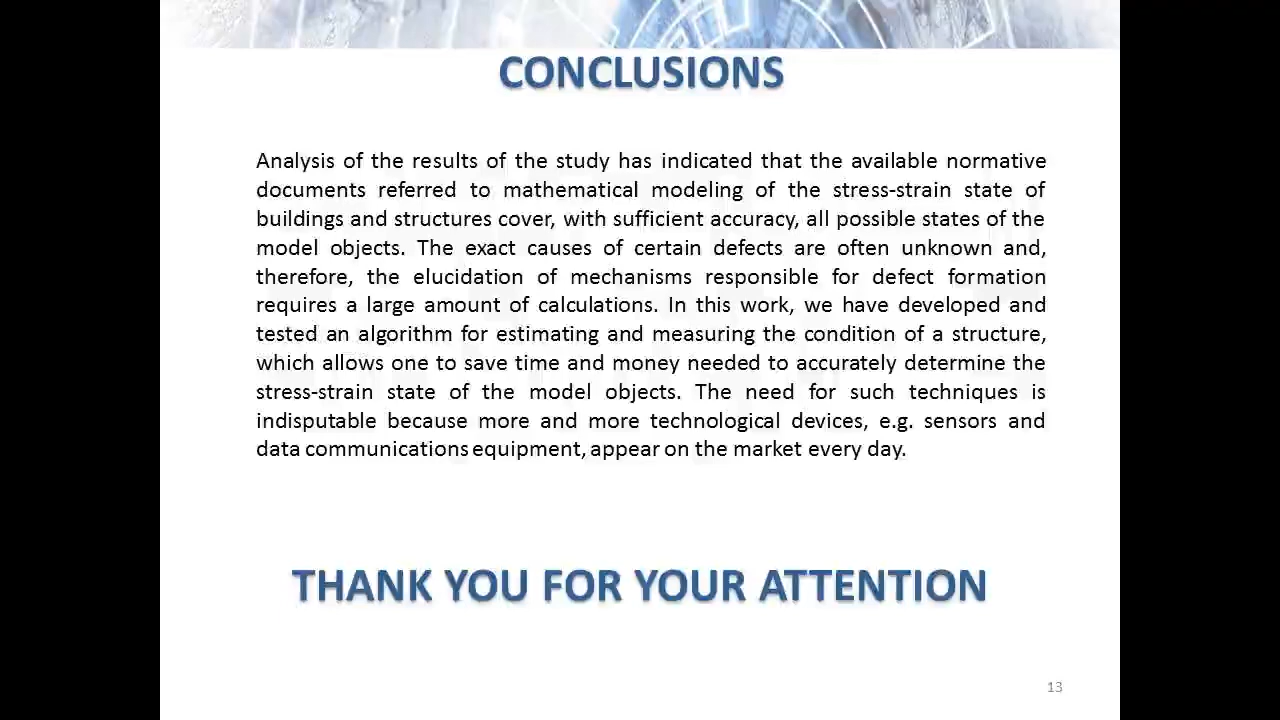 CONCLUSIONS
Analysis of the results of the study has indicated that the available normative
documents referred to mathematical modeling of the stress-strain state of
buildings and structures cover, with sufficient accuracy, all possible states of the
model objects. The exact causes of certain defects are often unknown and,
therefore, the elucidation of mechanisms responsible for defect formation
requires a large amount of calculations. In this work, we have developed and
tested an algorithm for estimating and measuring the condition of a structure,
which allows one to save time and money needed to accurately determine the
stress-strain state of the model objects. The need for such techniques is
indisputable because more and more technological devices, e.g. sensors and
data communications equipment, appear on the market every day.
THANK YOU FOR YOUR ATTENTION
13